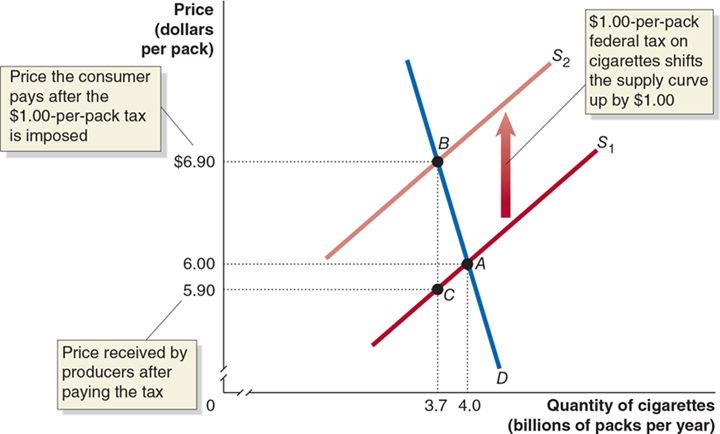 Price
(dollars
per pack)
$1.00-per-pack
federal tax on
cigarettes shifts
the supply curve
up by $1.00
S2
Price the consumer
pays after the
$1.00-per-pack tax
is imposed
B
S1
$6.90
6.00
A
5.90
C
Price received by
producers after
paying the tax
D
0
3.7 4.0
Quantity of cigarettes
(billions of packs per year)